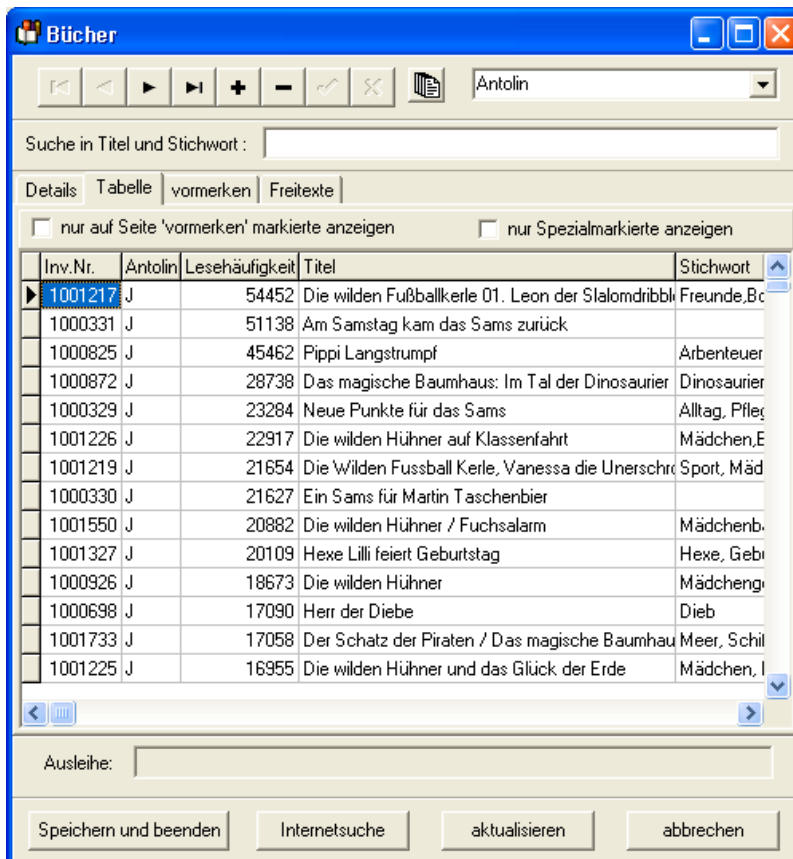 Bücher
Antolin
Suche in Titel und Stichwort :
Details Tabelle vormerken Freitexte
nur auf Seite 'vormerken' markierte anzeigen nur Spezialmarkierte anzeigen
Inv.Nr. Antolin Lesehäufigkeit Titel Stichwort
1001217 J 54452 Die wilden Fußballkerle 01. Leon der Slalomdribbl Freunde,Bo
1000331 J 51138 Am Samstag kam das Sams zurück
1000825 J 45462 Pippi Langstrumpf Arbenteuer
1000872 J 28738 Das magische Baumhaus: Im Tal der Dinosaurier Dinosaurier
1000329 J 23284 Neue Punkte für das Sams Alltag, Pfleg
1001226 J 22917 Die wilden Hühner auf Klassenfahrt Mädchen,
1001219 J 21654 Die Wilden Fussball Kerle, Vanessa die Unerschro Sport, Mäd
1000330 J 21627 Ein Sams für Martin Taschenbier
1001550 J 20882 Die wilden Hühner / Fuchsalarm Mädchenb
1001327 J 20109 Hexe Lilli feiert Geburtstag Hexe, Gebu
1000926 J 18673 Die wilden Hühner Mädchenge
1000698 J 17090 Herr der Diebe Dieb
1001733 J 17058 Der Schatz der Piraten / Das magische Baumhau Meer, Schif
1001225 J 16955 Die wilden Hühner und das Glück der Erde Mädchen,
Ausleihe:
Speichern und beenden Internetsuche aktualisieren abbrechen